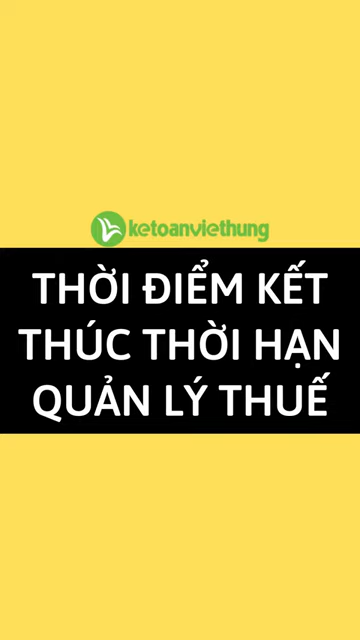 ketoanviethung
THỜI ĐIỂM KẾT
THÚC THỜI HẠN
QUẢN LÝ THUẾ